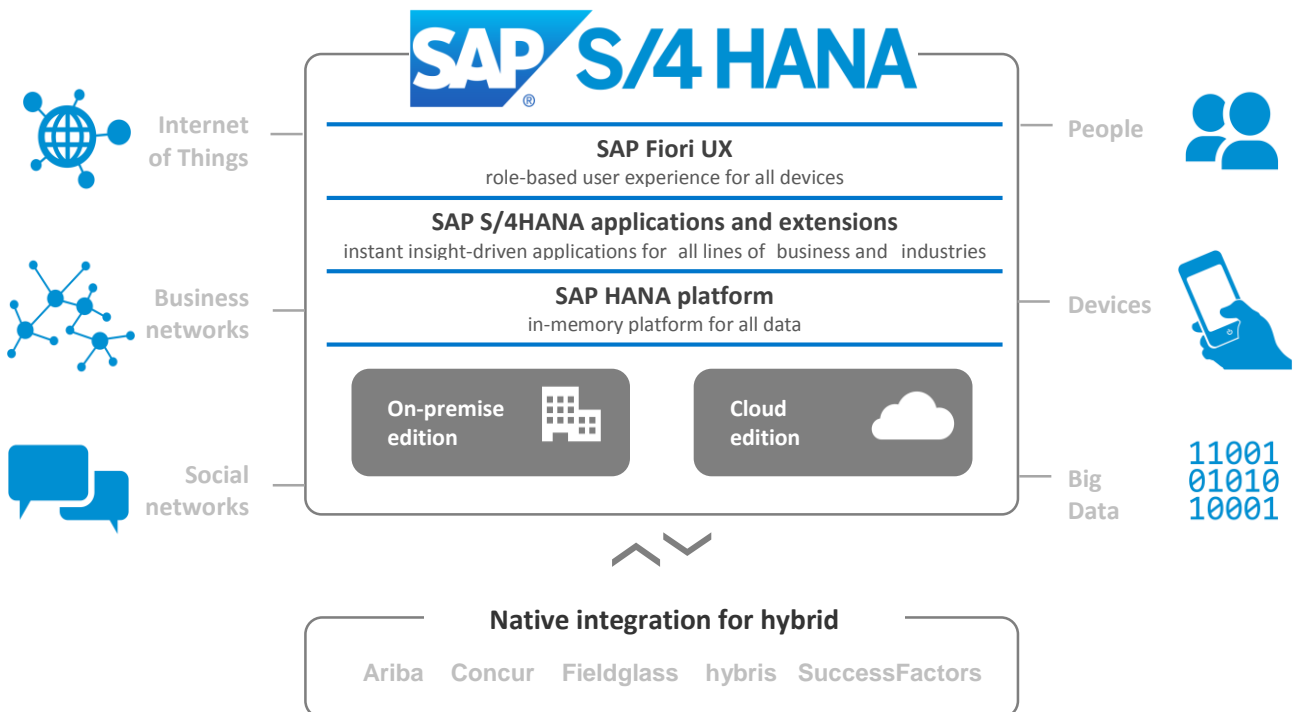 SAP S/4 HANA
®
Internet
of Things
Business
networks
Social
networks
SAP Fiori UX
role-based user experience for all devices
SAP S/4HANA applications and extensions
instant insight-driven applications for all lines of business and industries
SAP HANA platform
in-memory platform for all data
On-premise
edition
Cloud
edition
People
Devices
Big
Data
11001
01010
10001
Native integration for hybrid
Ariba Concur Fieldglass hybris SuccessFactors